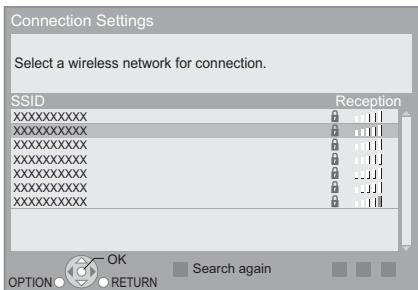 Connection Settings
Select a wireless network for connection.
SSID Reception
XXXXXXXXXX
XXXXXXXXXX
XXXXXXXXXX
XXXXXXXXXX
XXXXXXXXXX
XXXXXXXXXX
XXXXXXXXXX
OK
Search again
OPTION RETURN